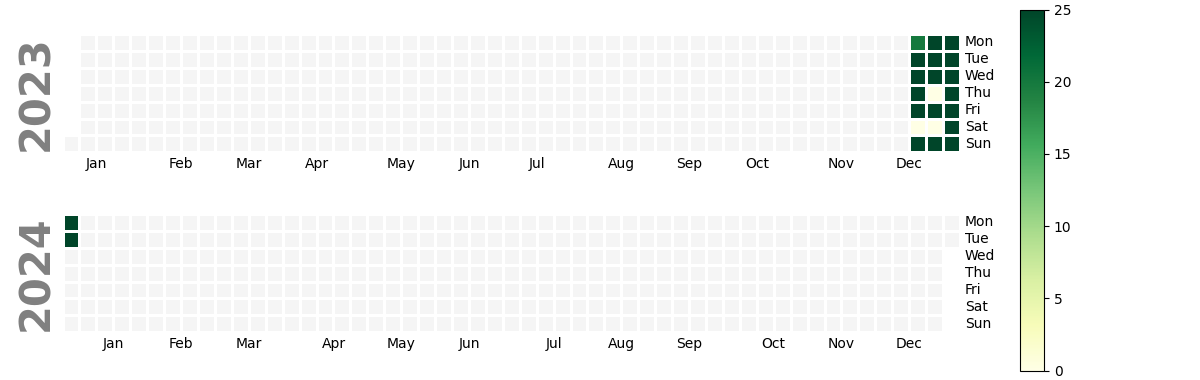 2023
Mon
Tue
Wed
Thu
Fri
Sat
Sun
Jan Feb Mar Apr May Jun Jul Aug Sep Oct Nov Dec
2024
Mon
Tue
Wed
Thu
Fri
Sat
Sun
Jan Feb Mar Apr May Jun Jul Aug Sep Oct Nov Dec
25
20
15
10
5
0